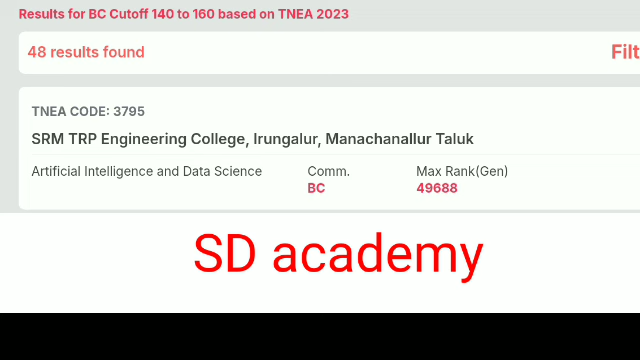 Results for BC Cutoff 140 to 160 based on TNEA 2023
48 results found
Filt
TNEA CODE: 3795
SRM TRP Engineering College, Irungalur, Manachanallur Taluk
Artificial Intelligence and Data Science Comm. Max Rank(Gen)
BC 49688
SD academy